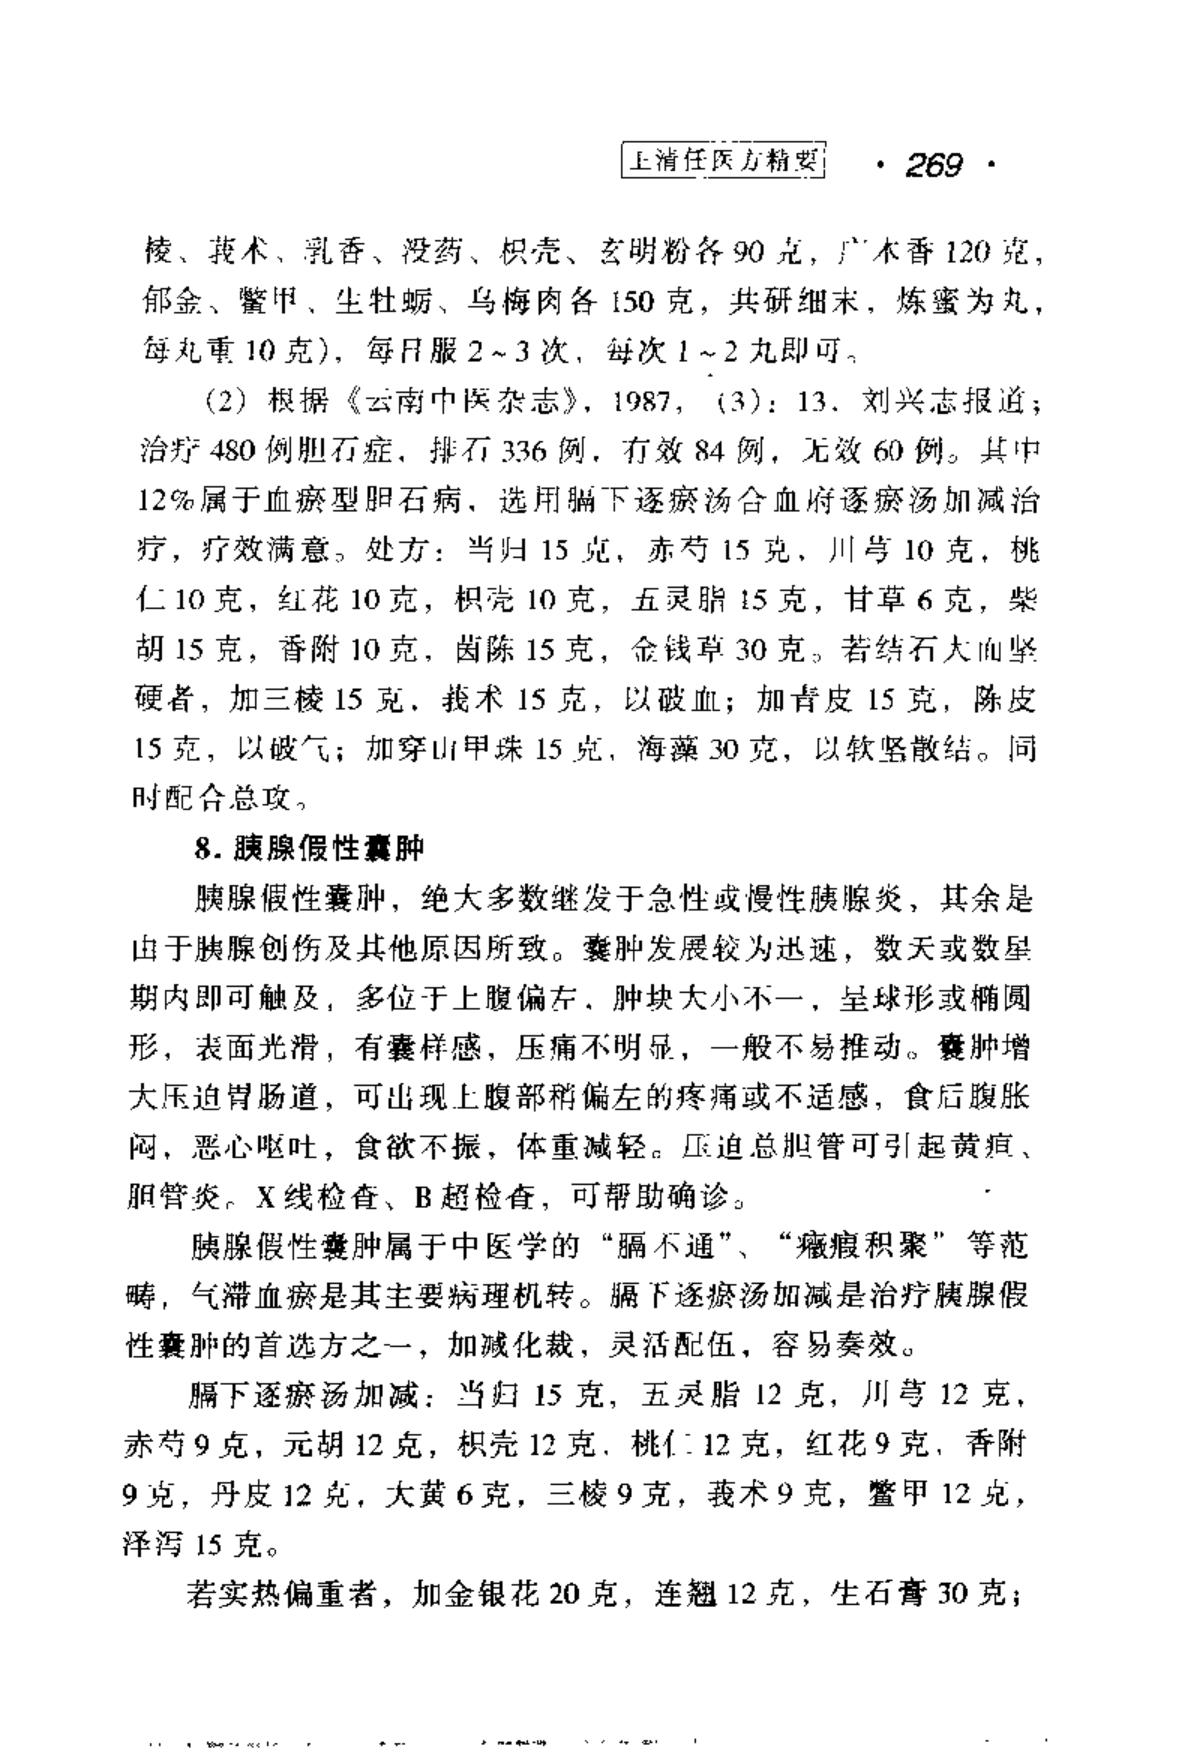 王清任医方精要 · 269 ·
棱、莪术、乳香、没药、枳壳、玄明粉各 90 克，广木香 120 克，
郁金、鳖甲、生牡蛎、乌梅肉各 150 克，共研细末，炼蜜为丸，
每丸重 10 克），每日服 2～3 次，每次 1～2 丸即可。
（2）根据《云南中医杂志》，1987，（3）：13．刘兴志报道；
治疗 480 例胆石症，排石 336 例，有效 84 例，无效 60 例。其中
12%属于血瘀型胆石病，选用膈下逐瘀汤合血府逐瘀汤加减治
疗，疗效满意。处方：当归 15 克，赤芍 15 克，川芎 10 克，桃
仁 10 克，红花 10 克，枳壳 10 克，五灵脂 15 克，甘草 6 克，柴
胡 15 克，香附 10 克，茵陈 15 克，金钱草 30 克。若结石大而坚
硬者，加三棱 15 克，莪术 15 克，以破血；加青皮 15 克，陈皮
15 克，以破气；加穿山甲珠 15 克，海藻 30 克，以软坚散结。同
时配合总攻。
8. 胰腺假性囊肿
胰腺假性囊肿，绝大多数继发于急性或慢性胰腺炎，其余是
由于胰腺创伤及其他原因所致。囊肿发展较为迅速，数天或数星
期内即可触及，多位于上腹偏左，肿块大小不一，呈球形或椭圆
形，表面光滑，有囊样感，压痛不明显，一般不易推动。囊肿增
大压迫胃肠道，可出现上腹部稍偏左的疼痛或不适感，食后腹胀
闷，恶心呕吐，食欲不振，体重减轻。压迫总胆管可引起黄疸、
胆管炎。X 线检查、B 超检查，可帮助确诊。
胰腺假性囊肿属于中医学的“膈不通”、“癥瘕积聚”等范
畴，气滞血瘀是其主要病理机转。膈下逐瘀汤加减是治疗胰腺假
性囊肿的首选方之一，加减化裁，灵活配伍，容易奏效。
膈下逐瘀汤加减：当归 15 克，五灵脂 12 克，川芎 12 克，
赤芍 9 克，元胡 12 克，枳壳 12 克，桃仁 12 克，红花 9 克，香附
9 克，丹皮 12 克，大黄 6 克，三棱 9 克，莪术 9 克，鳖甲 12 克，
泽泻 15 克。
若实热偏重者，加金银花 20 克，连翘 12 克，生石膏 30 克；